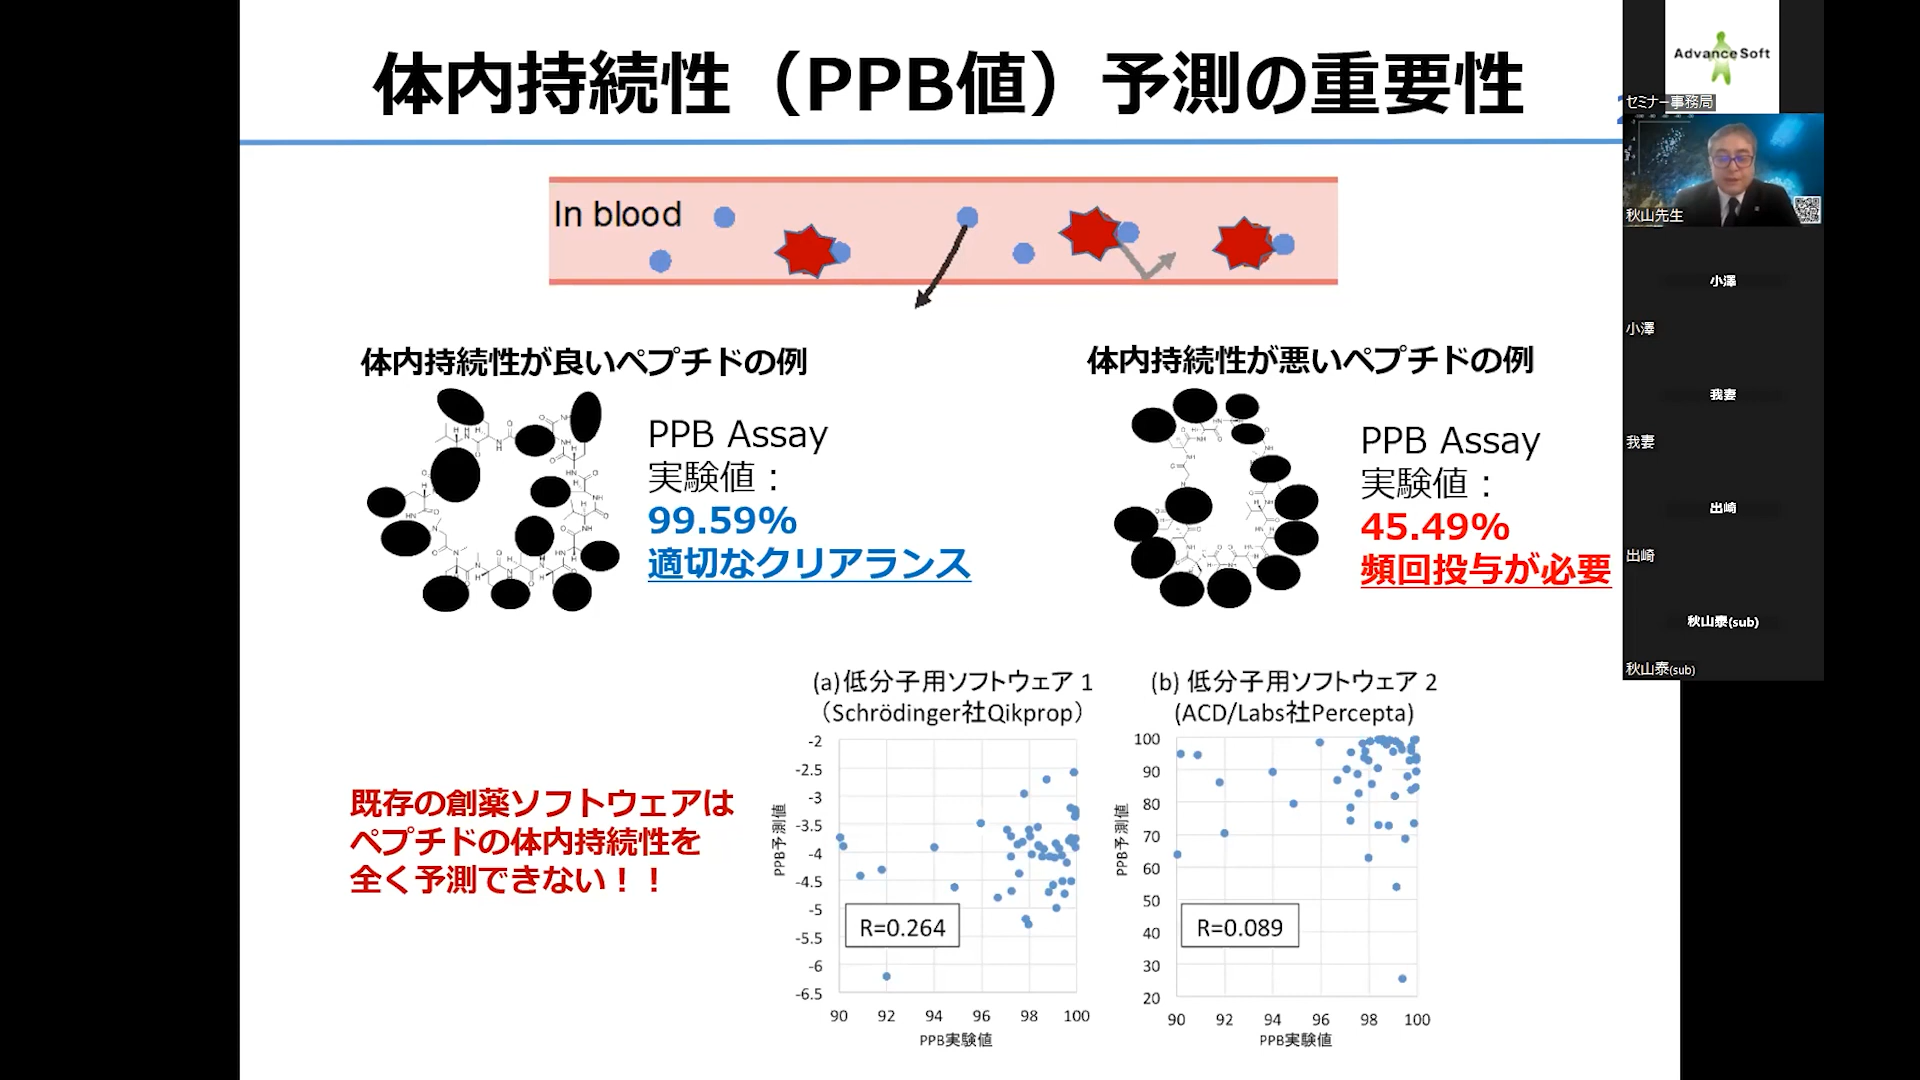 体内持続性（PPB値）予測の重要性
In blood
体内持続性が良いペプチドの例
PPB Assay
実験値：
99.59%
適切なクリアランス
体内持続性が悪いペプチドの例
PPB Assay
実験値：
45.49%
頻回投与が必要
既存の創薬ソフトウェアは
ペプチドの体内持続性を
全く予測できない！！
(a)低分子用ソフトウェア 1
（Schrödinger社Qikprop）
-2
-2.5
-3
-3.5
-4
-4.5
-5
-5.5
-6
-6.5
PPB予測値
R=0.264
90 92 94 96 98 100
PPB実験値
(b) 低分子用ソフトウェア 2
(ACD/Labs社Percepta)
100
90
80
70
60
50
40
30
20
PPB予測値
R=0.089
90 92 94 96 98 100
PPB実験値
AdvanceSoft
セミナー事務局
秋山先生
小澤
小澤
我妻
我妻
出崎
出崎
秋山泰(sub)
秋山泰(sub)